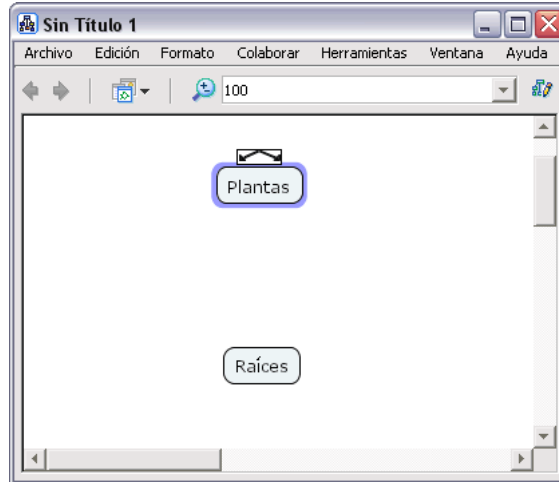 Sin Título 1
Archivo Edición Formato Colaborar Herramientas Ventana Ayuda
100
Plantas
Raíces